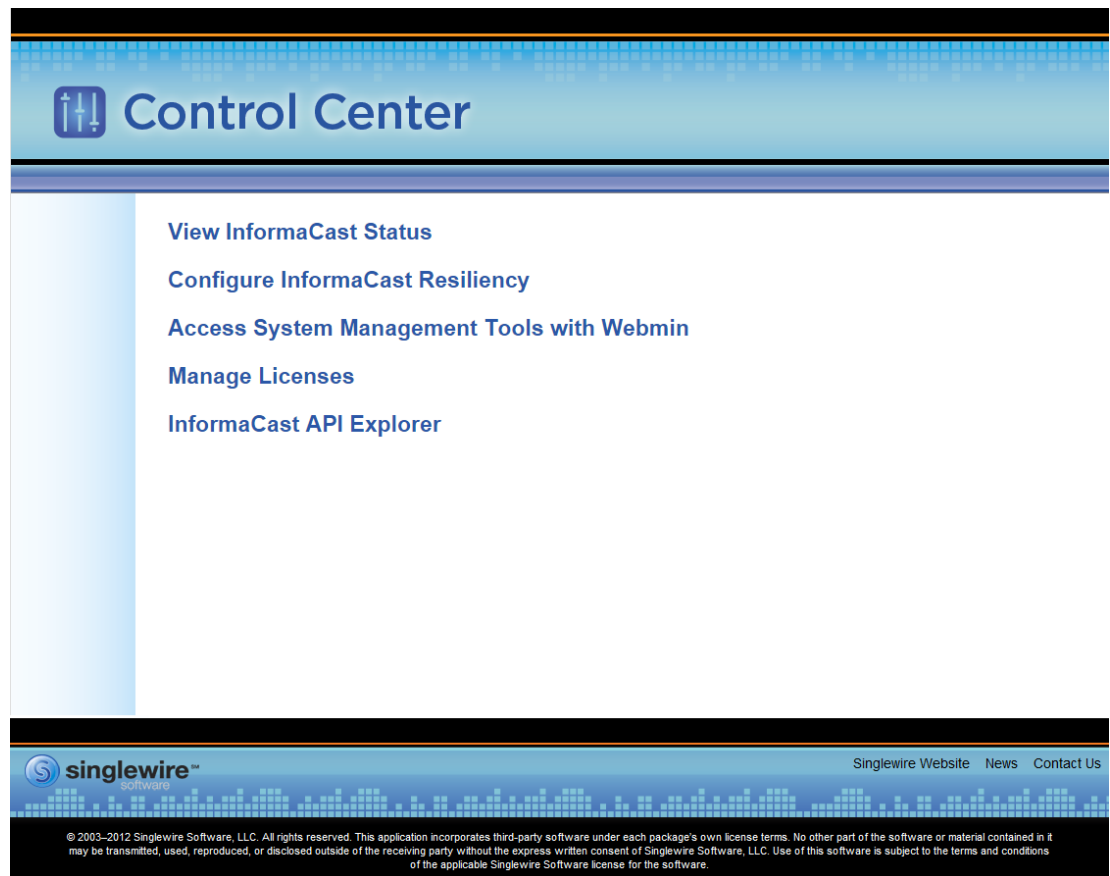 Control Center
View InformaCast Status
Configure InformaCast Resiliency
Access System Management Tools with Webmin
Manage Licenses
InformaCast API Explorer
S singlewire℠
software
Singlewire Website News Contact Us
© 2003–2012 Singlewire Software, LLC. All rights reserved. This application incorporates third-party software under each package's own license terms. No other part of the software or material contained in it
may be transmitted, used, reproduced, or disclosed outside of the receiving party without the express written consent of Singlewire Software, LLC. Use of this software is subject to the terms and conditions
of the applicable Singlewire Software license for the software.